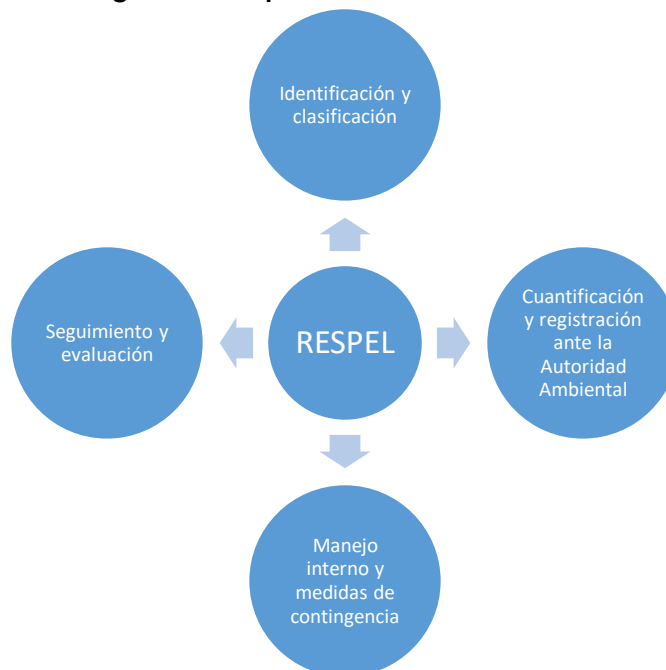 Identificación y
clasificación
Cuantificación
y registración
ante la
Autoridad
Ambiental
Seguimiento y
evaluación
RESPEL
Manejo
interno y
medidas de
contingencia